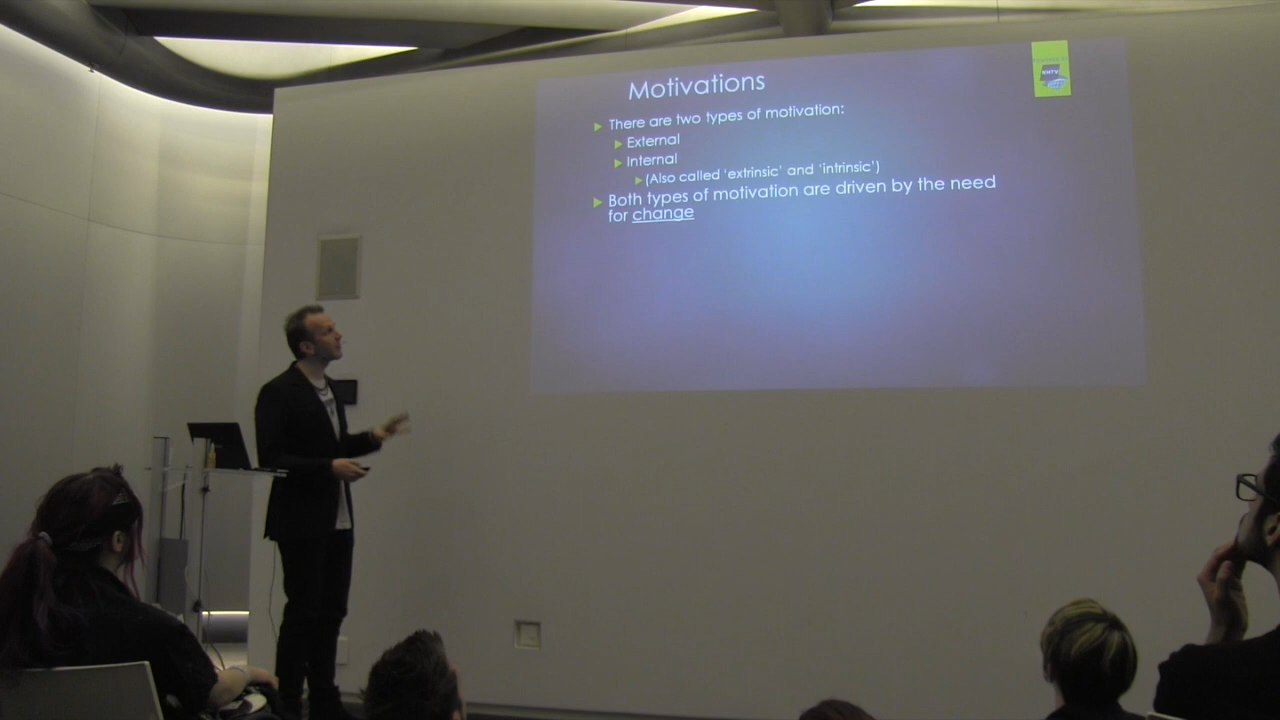 Motivations
There are two types of motivation:
External
Internal
(Also called 'extrinsic' and 'intrinsic')
Both types of motivation are driven by the need
for change